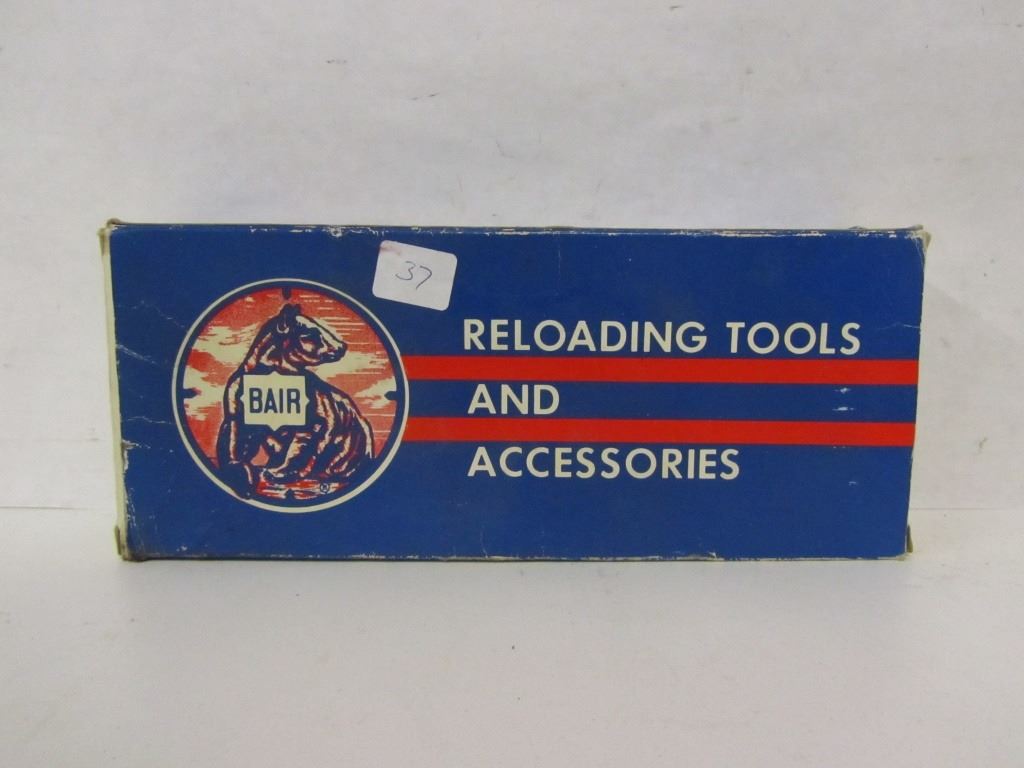 37
RELOADING TOOLS
AND
ACCESSORIES
BAIR
®